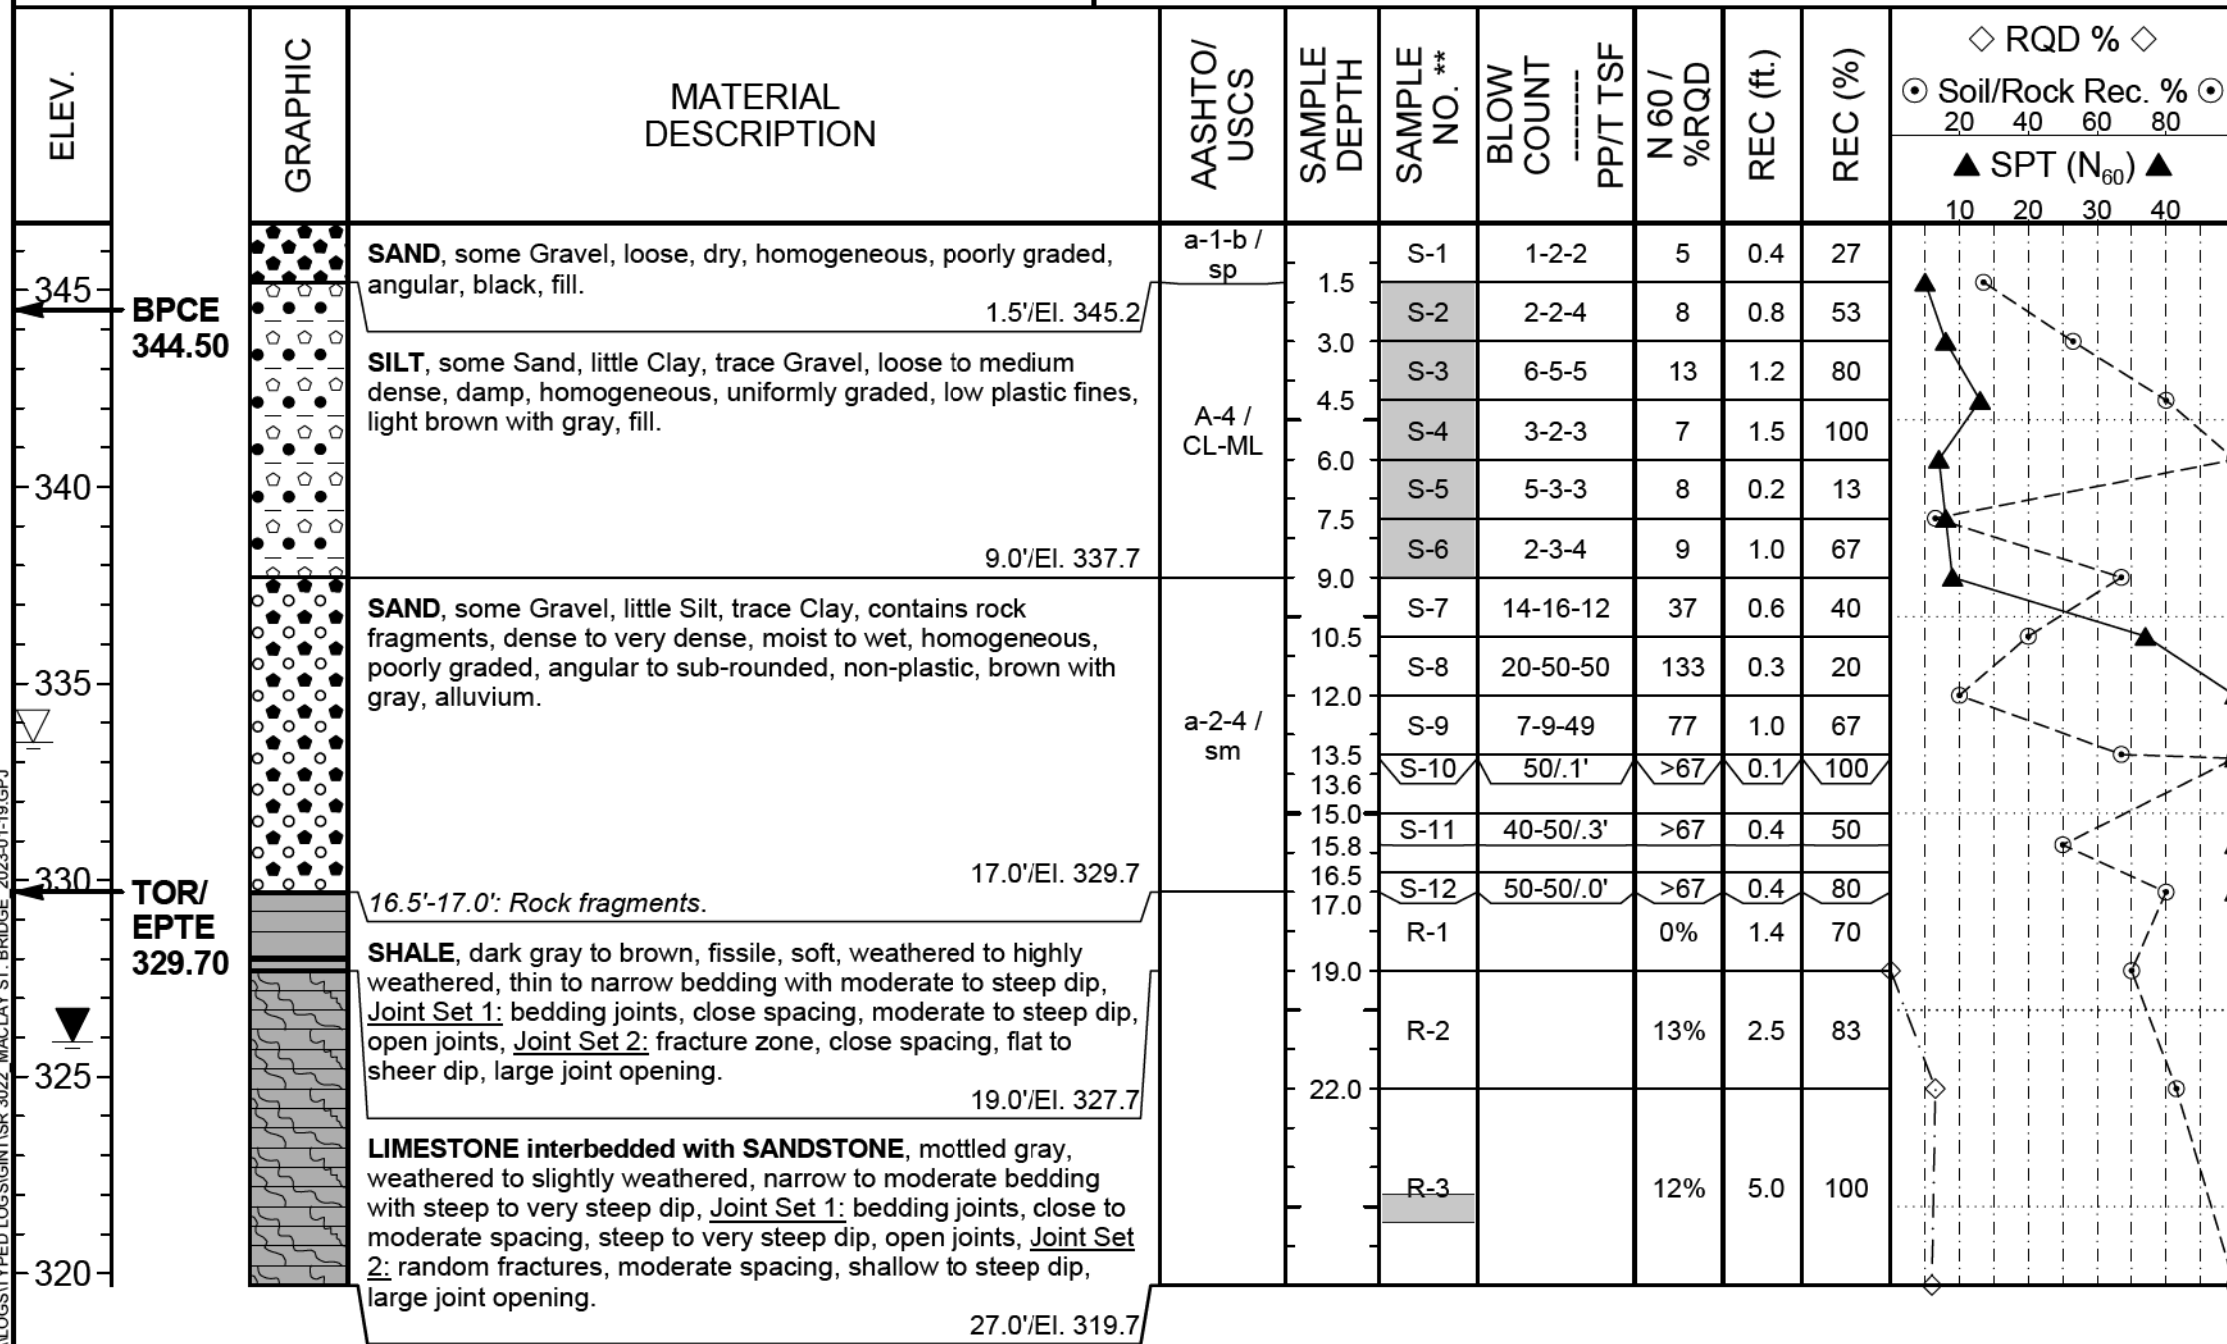 ELEV.
GRAPHIC
MATERIAL
DESCRIPTION
AASHTO/
USCS
SAMPLE
DEPTH
SAMPLE
NO. **
BLOW
COUNT
----------
PP/T TSF
N 60 /
%RQD
REC (ft.)
REC (%)
RQD %
Soil/Rock Rec. %
20 40 60 80
SPT (N60)
10 20 30 40
345
BPCE
344.50
340
335
330
TOR/
EPTE
329.70
325
320
SAND, some Gravel, loose, dry, homogeneous, poorly graded,
angular, black, fill.
1.5'/El. 345.2
SILT, some Sand, little Clay, trace Gravel, loose to medium
dense, damp, homogeneous, uniformly graded, low plastic fines,
light brown with gray, fill.
9.0'/El. 337.7
SAND, some Gravel, little Silt, trace Clay, contains rock
fragments, dense to very dense, moist to wet, homogeneous,
poorly graded, angular to sub-rounded, non-plastic, brown with
gray, alluvium.
17.0'/El. 329.7
16.5'-17.0': Rock fragments.
SHALE, dark gray to brown, fissile, soft, weathered to highly
weathered, thin to narrow bedding with moderate to steep dip,
Joint Set 1: bedding joints, close spacing, moderate to steep dip,
open joints, Joint Set 2: fracture zone, close spacing, flat to
sheer dip, large joint opening.
19.0'/El. 327.7
LIMESTONE interbedded with SANDSTONE, mottled gray,
weathered to slightly weathered, narrow to moderate bedding
with steep to very steep dip, Joint Set 1: bedding joints, close to
moderate spacing, steep to very steep dip, open joints, Joint Set
2: random fractures, moderate spacing, shallow to steep dip,
large joint opening.
27.0'/El. 319.7
a-1-b /
sp
A-4 /
CL-ML
a-2-4 /
sm
1.5
3.0
4.5
6.0
7.5
9.0
10.5
12.0
13.5
13.6
15.0
15.8
16.5
17.0
19.0
22.0
S-1 1-2-2 5 0.4 27
S-2 2-2-4 8 0.8 53
S-3 6-5-5 13 1.2 80
S-4 3-2-3 7 1.5 100
S-5 5-3-3 8 0.2 13
S-6 2-3-4 9 1.0 67
S-7 14-16-12 37 0.6 40
S-8 20-50-50 133 0.3 20
S-9 7-9-49 77 1.0 67
S-10 50/.1' >67 0.1 100
S-11 40-50/.3' >67 0.4 50
S-12 50-50/.0' >67 0.4 80
R-1 0% 1.4 70
R-2 13% 2.5 83
R-3 12% 5.0 100
LOGS\TYPED LOGS\GINT\SR 3022_MACLAY ST. BRIDGE_2023-01-19.GPJ